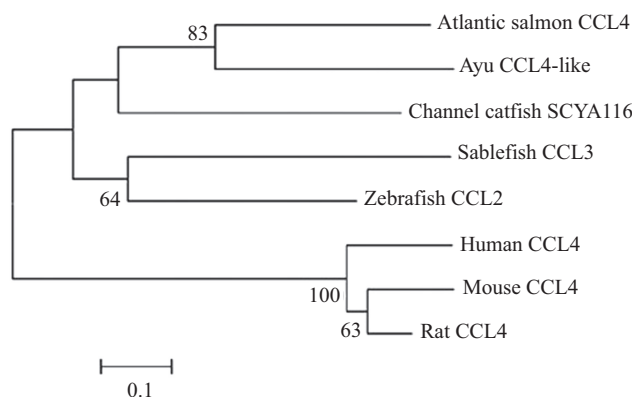 83
Atlantic salmon CCL4
Ayu CCL4-like
Channel catfish SCYA116
Sablefish CCL3
64
Zebrafish CCL2
Human CCL4
100
Mouse CCL4
63
Rat CCL4
0.1